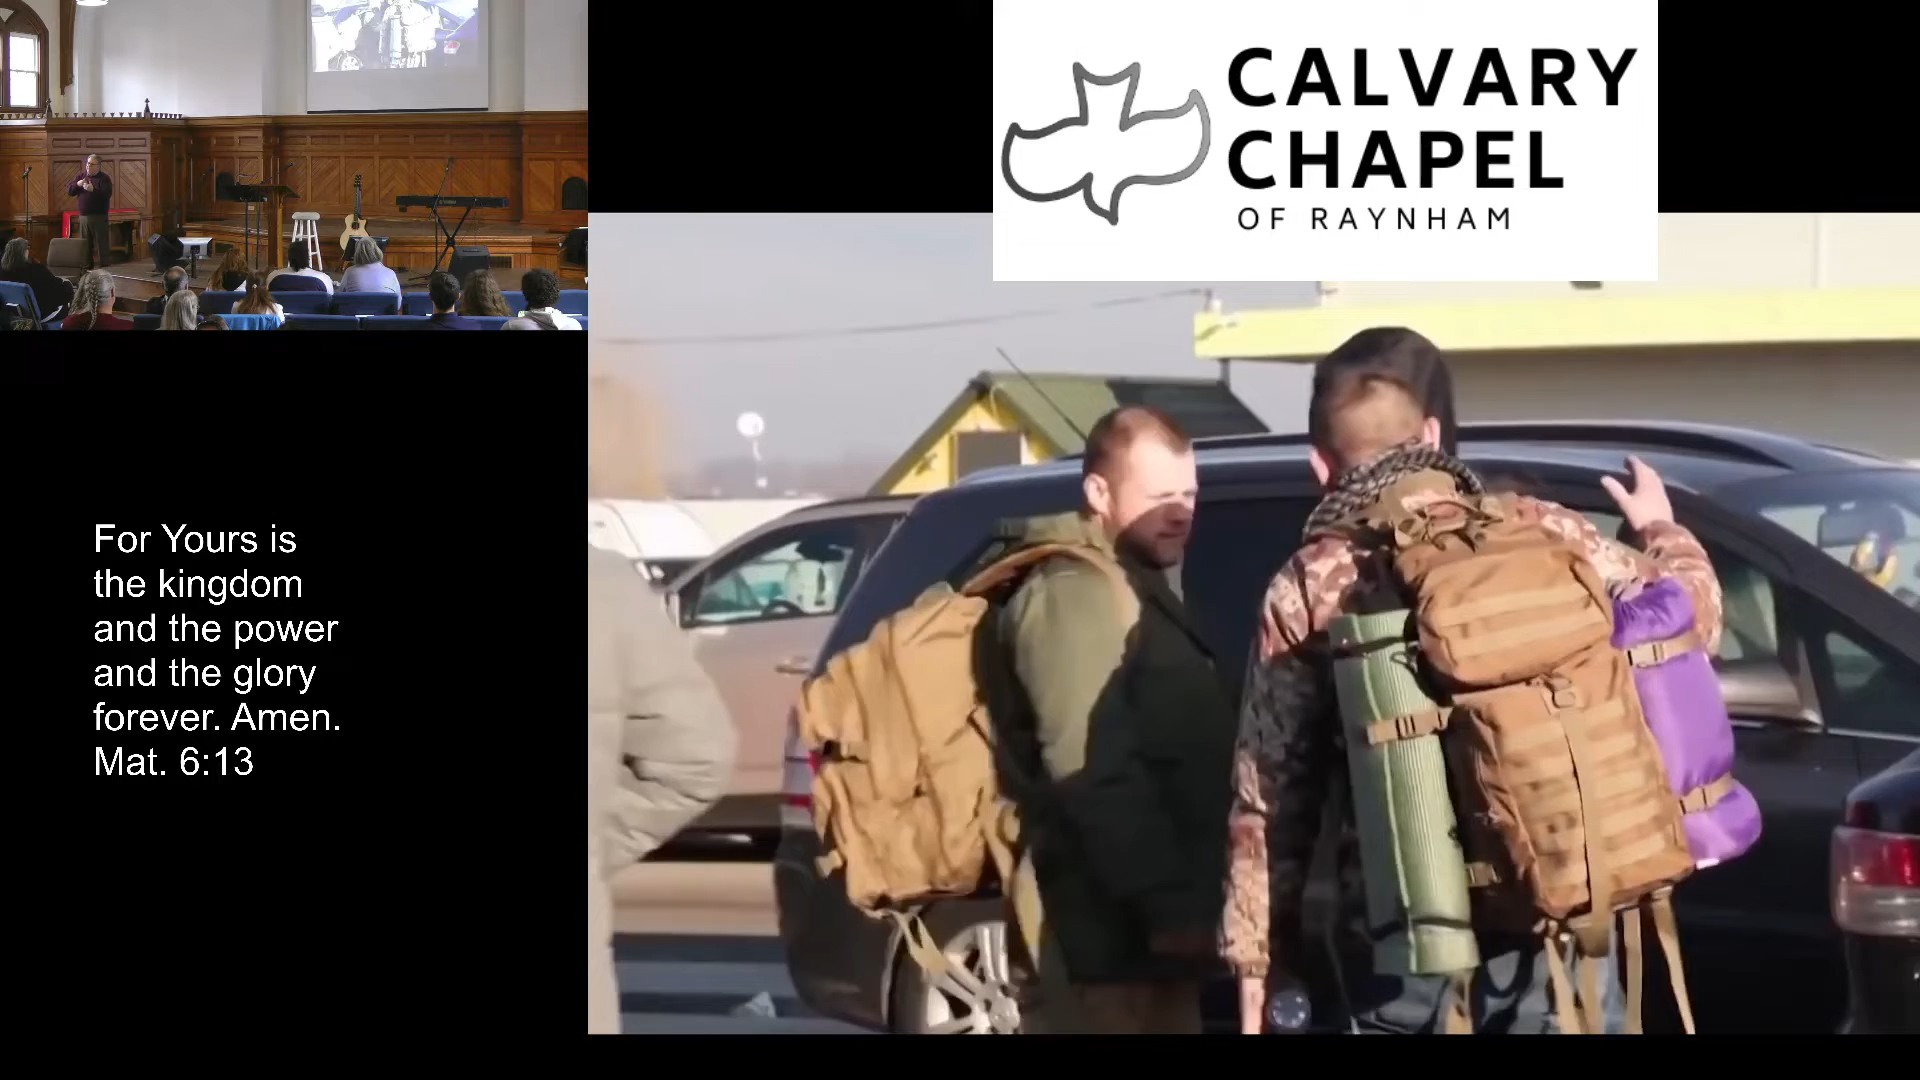 CALVARY
CHAPEL
OF RAYNHAM
For Yours is
the kingdom
and the power
and the glory
forever. Amen.
Mat. 6:13